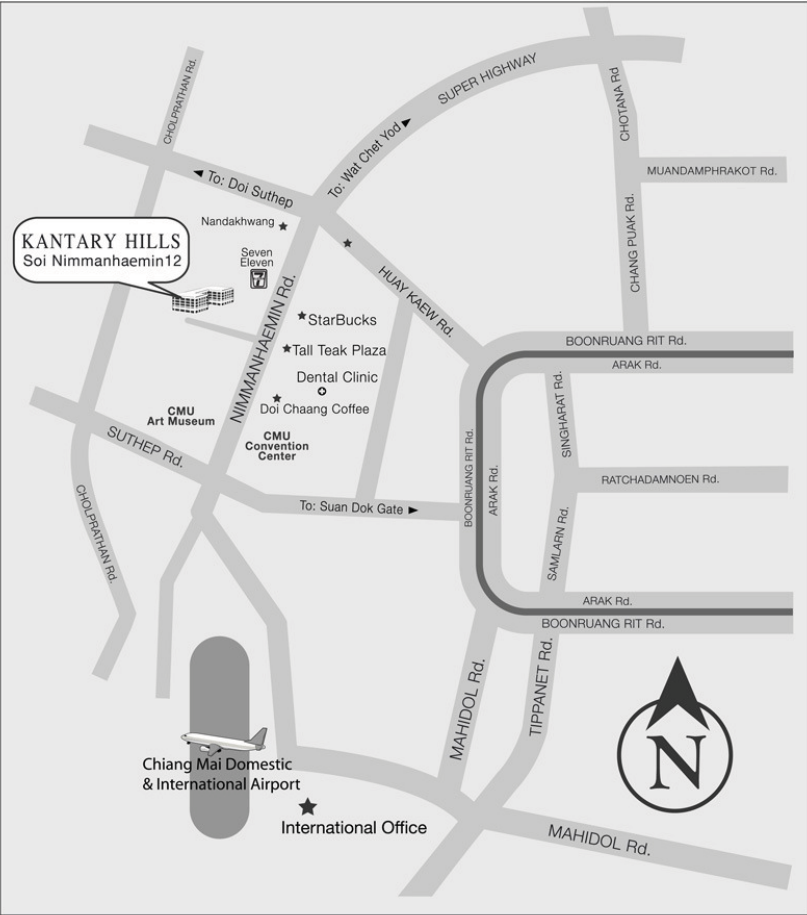 SUPER HIGHWAY
CHOLPRATHAN Rd.
CHOTANA Rd
To: Wat Chet Yod
To: Doi Suthep
MUANDAMPHRAKOT Rd.
CHANG PUAK Rd.
Nandakhwang
KANTARY HILLS
Soi Nimmanhaemin12
Seven
Eleven
7
HUAY KAEW Rd.
NIMMANHAEMIN Rd.
StarBucks
Tall Teak Plaza
Dental Clinic
Doi Chaang Coffee
BOONRUANG RIT Rd.
ARAK Rd.
SINGHARAT Rd.
CMU
Art Museum
CMU
Convention
Center
SUTHEP Rd.
BOONRUANG RIT Rd.
ARAK Rd.
RATCHADAMNOEN Rd.
CHOLPRATHAN Rd.
To: Suan Dok Gate
SAMLARN Rd.
ARAK Rd.
BOONRUANG RIT Rd.
MAHIDOL Rd.
TIPPANET Rd.
N
Chiang Mai Domestic
& International Airport
International Office
MAHIDOL Rd.